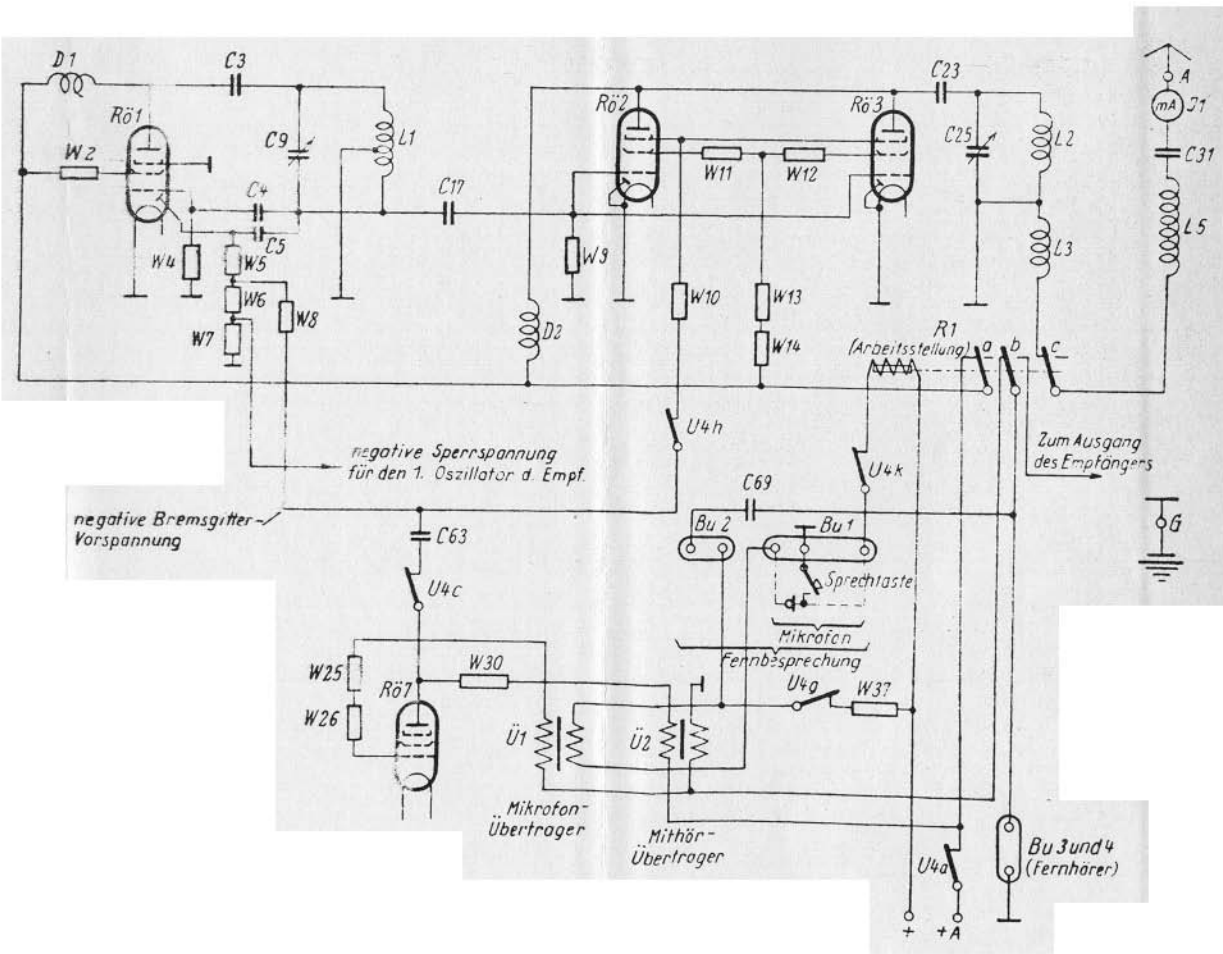 D1
C3
A
mA
J1
C23
Rö1
Rö2
Rö3
C9
L1
C25
L2
C31
W2
W11
W12
C4
C17
C5
W4
W5
W9
L3
L5
W6
W8
W10
W13
W7
D2
W14
R1
(Arbeitsstellung)
a
b
c
U4h
negative Sperrspannung
für den 1. Oszillator d. Empf.
U4k
Zum Ausgang
des Empfängers
C69
negative Bremsgitter-
Vorspannung
C63
Bu 2
Bu 1
G
Sprechtaste
U4c
Mikrofon
Fernbesprechung
W25
W30
Rö7
U4g
W37
W26
Ü1
Ü2
Mikrofon-
Übertrager
Mithör-
Übertrager
U4a
Bu 3 und 4
(Fernhörer)
+
+A